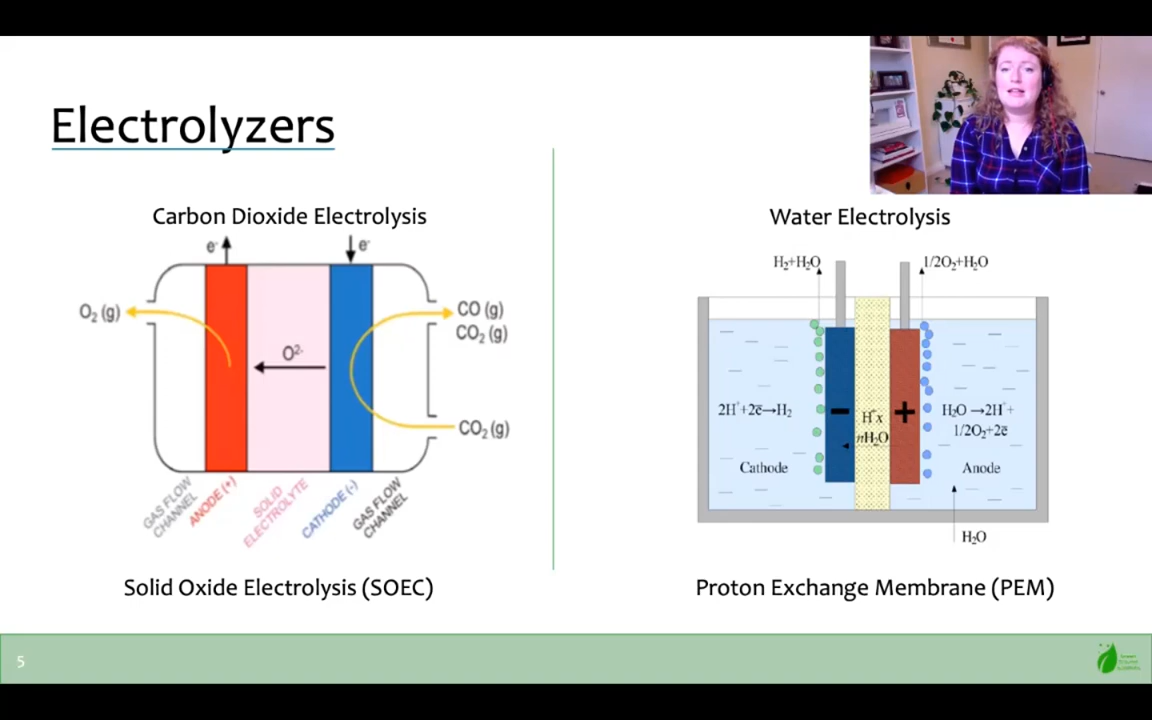 Electrolyzers
Carbon Dioxide Electrolysis
e-
e-
O2 (g)
CO (g)
CO2 (g)
O2-
CO2 (g)
GAS FLOW
CHANNEL
ANODE (+)
SOLID
ELECTROLYTE
CATHODE (-)
GAS FLOW
CHANNEL
Solid Oxide Electrolysis (SOEC)
Water Electrolysis
H2+H2O
1/2O2+H2O
2H++2e̅→H2
−
H+x
nH2O
+
H2O →2H++
1/2O2+2e̅
Cathode
Anode
H2O
Proton Exchange Membrane (PEM)
5